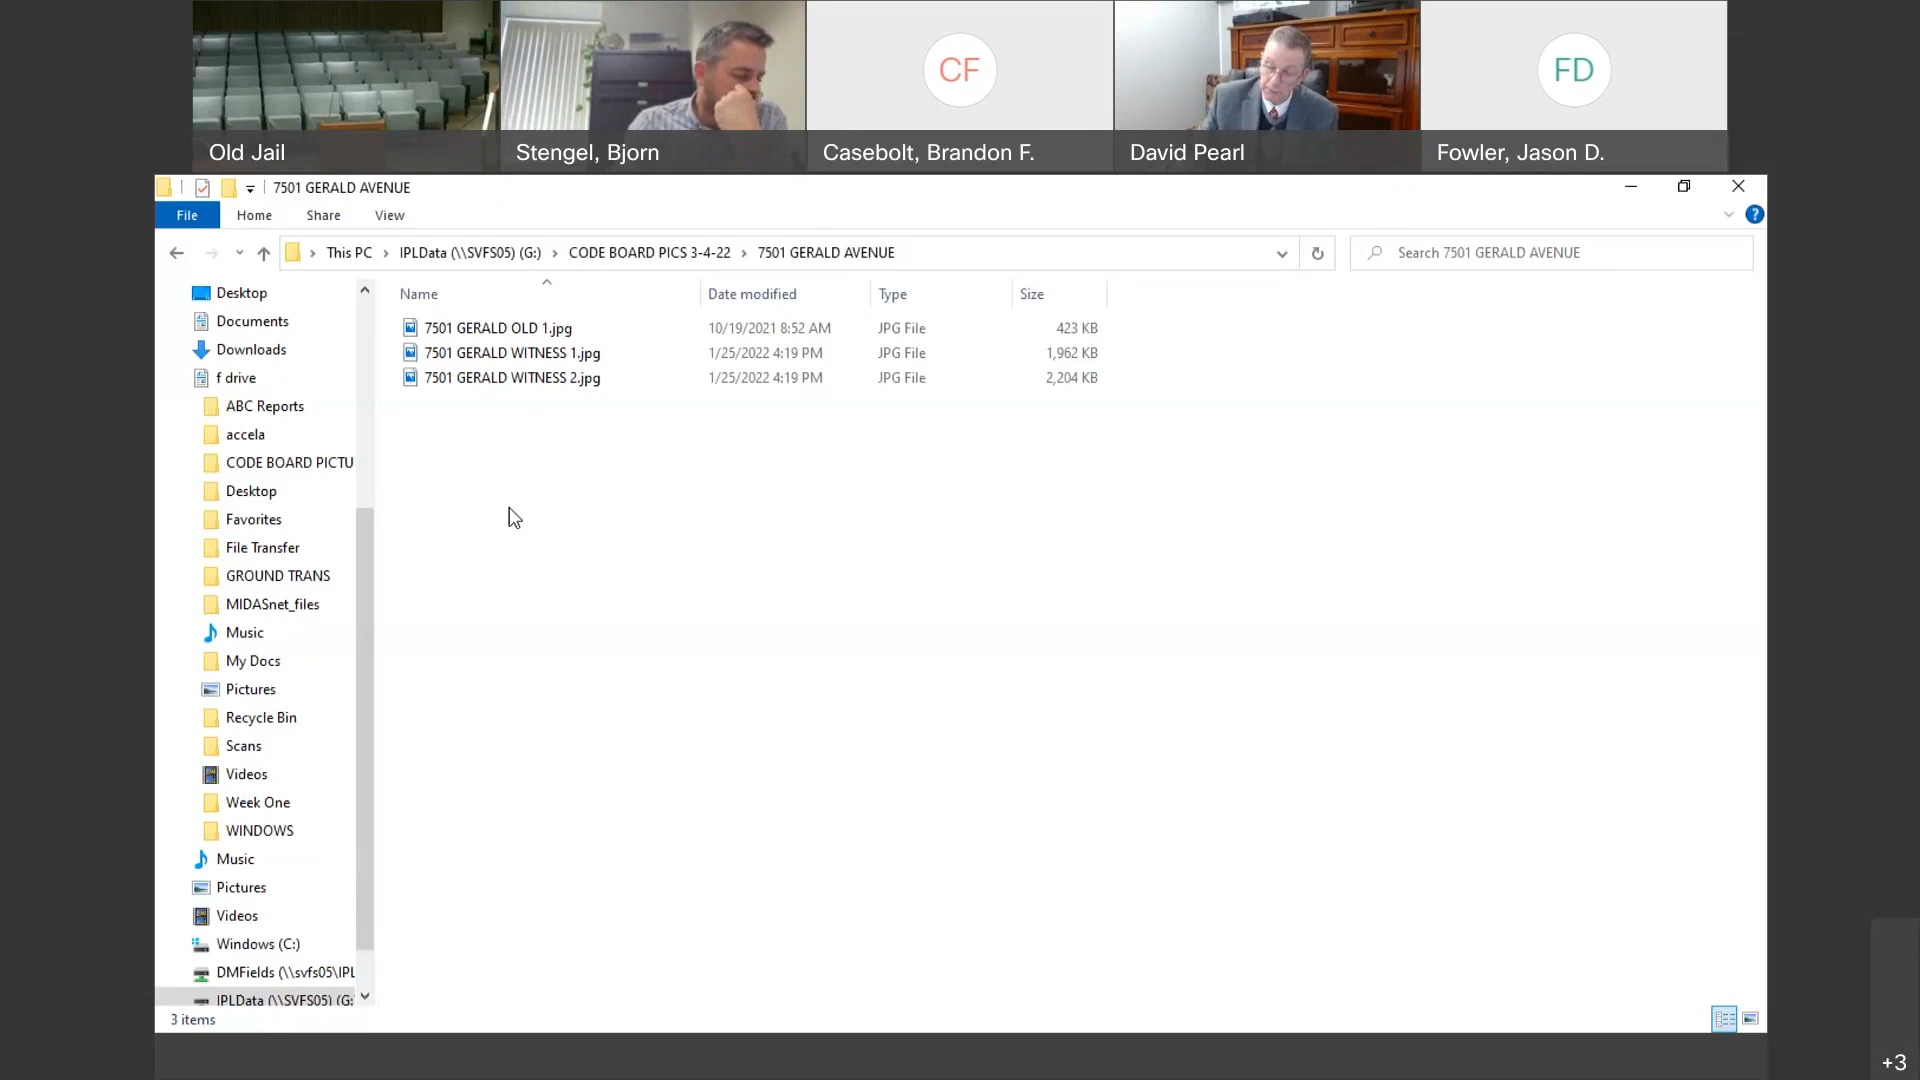 CF
FD
Old Jail
Stengel, Bjorn
Casebolt, Brandon F.
David Pearl
Fowler, Jason D.
7501 GERALD AVENUE
File Home Share View
?
This PC > IPLData (\\SVFS05) (G:) > CODE BOARD PICS 3-4-22 > 7501 GERALD AVENUE
Search 7501 GERALD AVENUE
Name Date modified Type Size
7501 GERALD OLD 1.jpg 10/19/2021 8:52 AM JPG File 423 KB
7501 GERALD WITNESS 1.jpg 1/25/2022 4:19 PM JPG File 1,962 KB
7501 GERALD WITNESS 2.jpg 1/25/2022 4:19 PM JPG File 2,204 KB
Desktop
Documents
Downloads
f drive
ABC Reports
accela
CODE BOARD PICTU
Desktop
Favorites
File Transfer
GROUND TRANS
MIDASnet_files
Music
My Docs
Pictures
Recycle Bin
Scans
Videos
Week One
WINDOWS
Music
Pictures
Videos
Windows (C:)
DMFields (\\svfs05\IPL
IPLData (\\SVFS05) (G:
3 items
+3